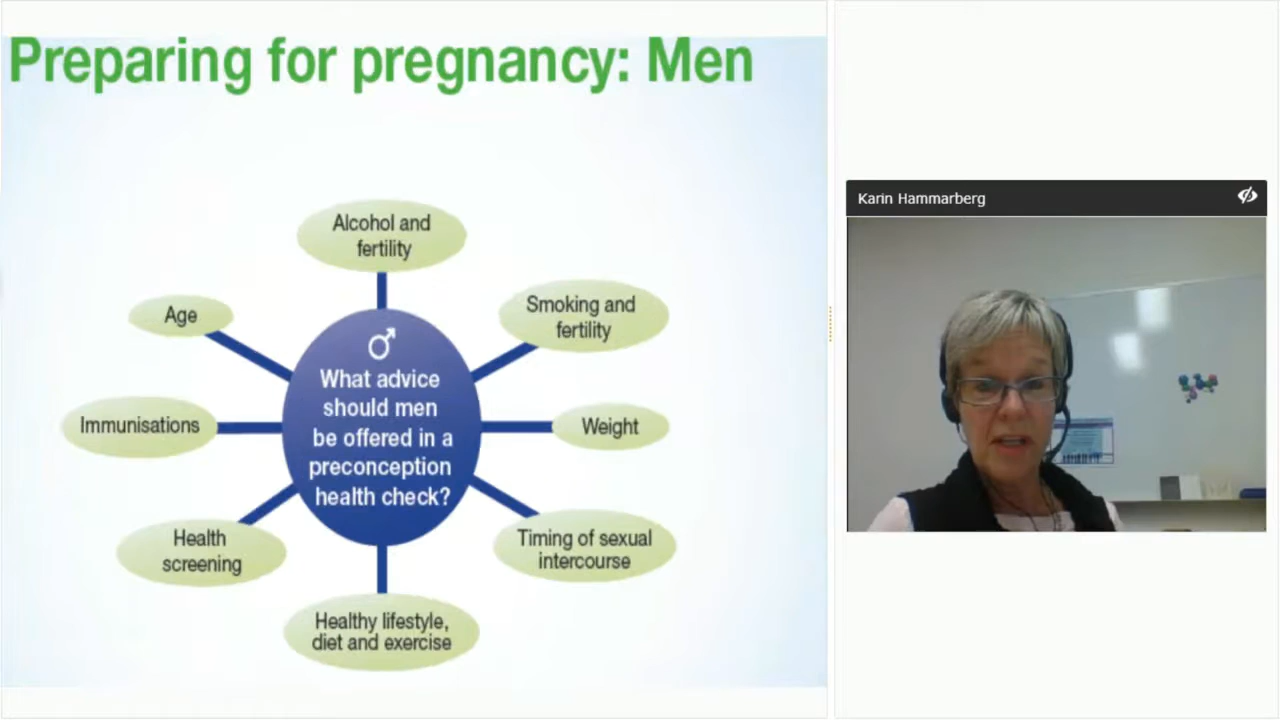 Preparing for pregnancy: Men
Alcohol and
fertility
Smoking and
fertility
Age
What advice
should men
be offered in a
preconception
health check?
Immunisations
Weight
Health
screening
Timing of sexual
intercourse
Healthy lifestyle,
diet and exercise
Karin Hammarberg